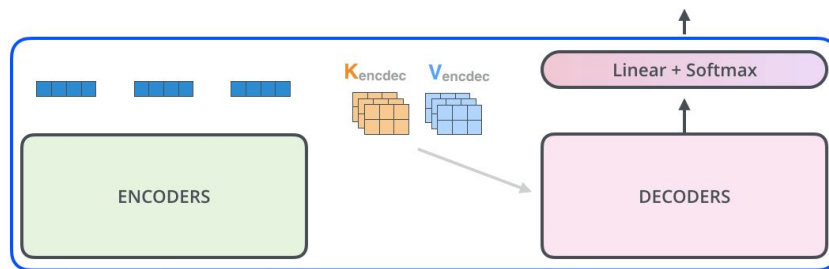 Kencdec
Vencdec
Linear + Softmax
ENCODERS
DECODERS